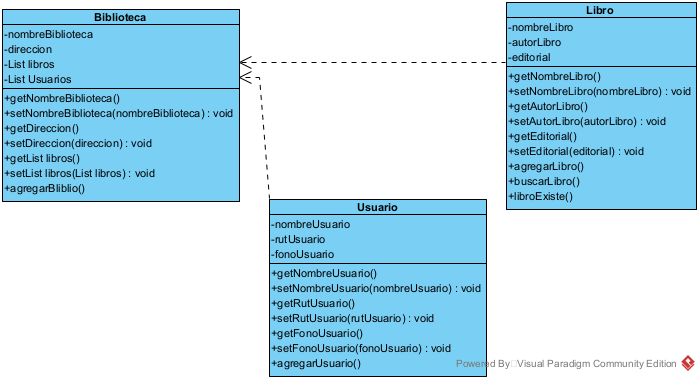 Biblioteca
-nombreBiblioteca
-direccion
-List libros
-List Usuarios
+getNombreBiblioteca()
+setNombreBiblioteca(nombreBiblioteca) : void
+getDireccion()
+setDireccion(direccion) : void
+getList libros()
+setList libros(List libros) : void
+agregarBliblio()
Libro
-nombreLibro
-autorLibro
-editorial
+getNombreLibro()
+setNombreLibro(nombreLibro) : void
+getAutorLibro()
+setAutorLibro(autorLibro) : void
+getEditorial()
+setEditorial(editorial) : void
+agregarLibro()
+buscarLibro()
+libroExiste()
Usuario
-nombreUsuario
-rutUsuario
-fonoUsuario
+getNombreUsuario()
+setNombreUsuario(nombreUsuario) : void
+getRutUsuario()
+setRutUsuario(rutUsuario) : void
+getFonoUsuario()
+setFonoUsuario(fonoUsuario) : void
+agregarUsuario()
Powered By Visual Paradigm Community Edition